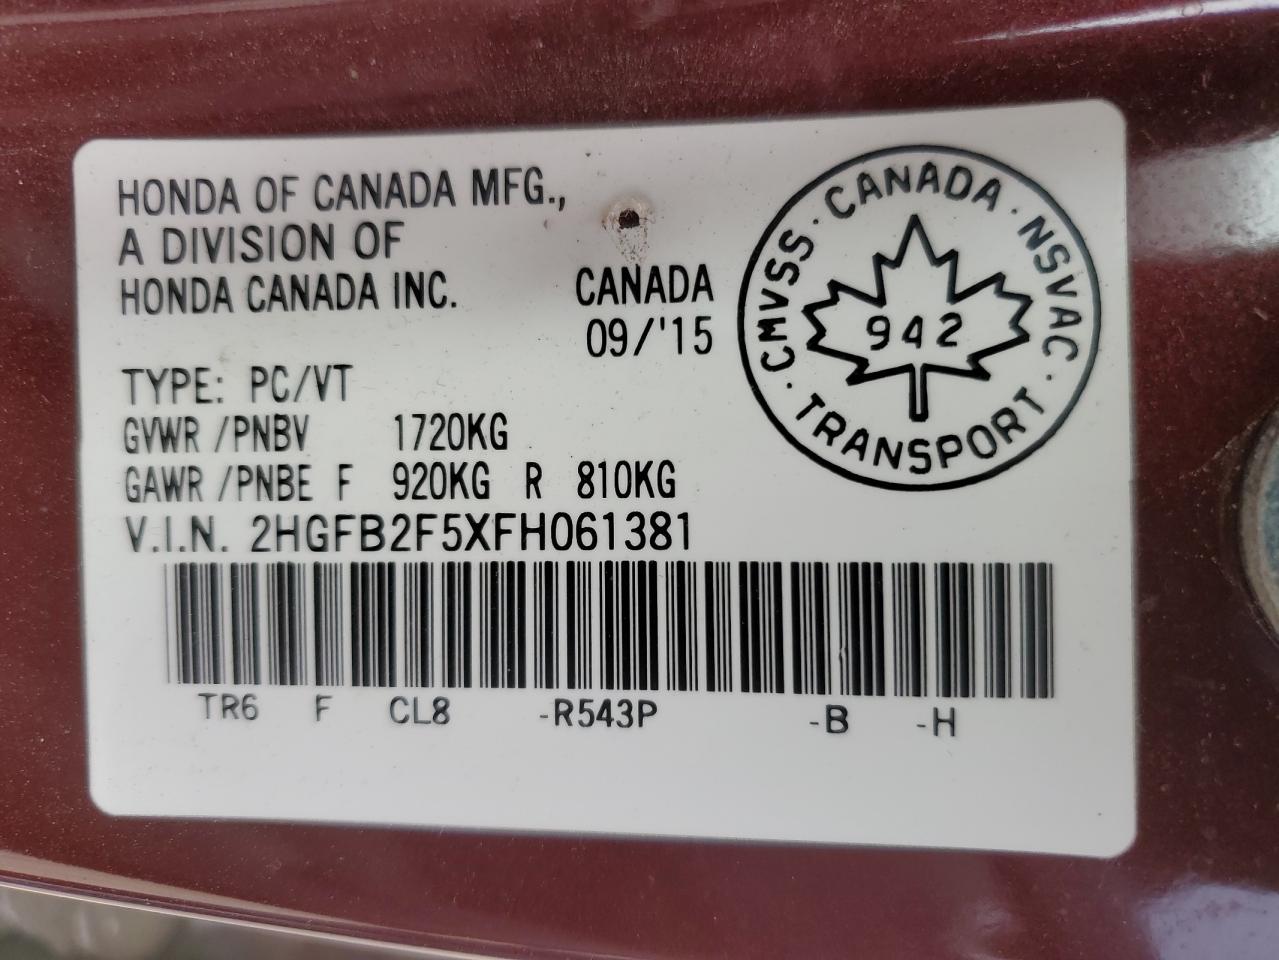 HONDA OF CANADA MFG.,
A DIVISION OF
HONDA CANADA INC.
CANADA
09/'15
CMVSS · CANADA · NSVAC · TRANSPORT ·
942
TYPE: PC/VT
GVWR /PNBV 1720KG
GAWR /PNBE F 920KG R 810KG
V.I.N. 2HGFB2F5XFH061381
TR6 F CL8 -R543P -B -H